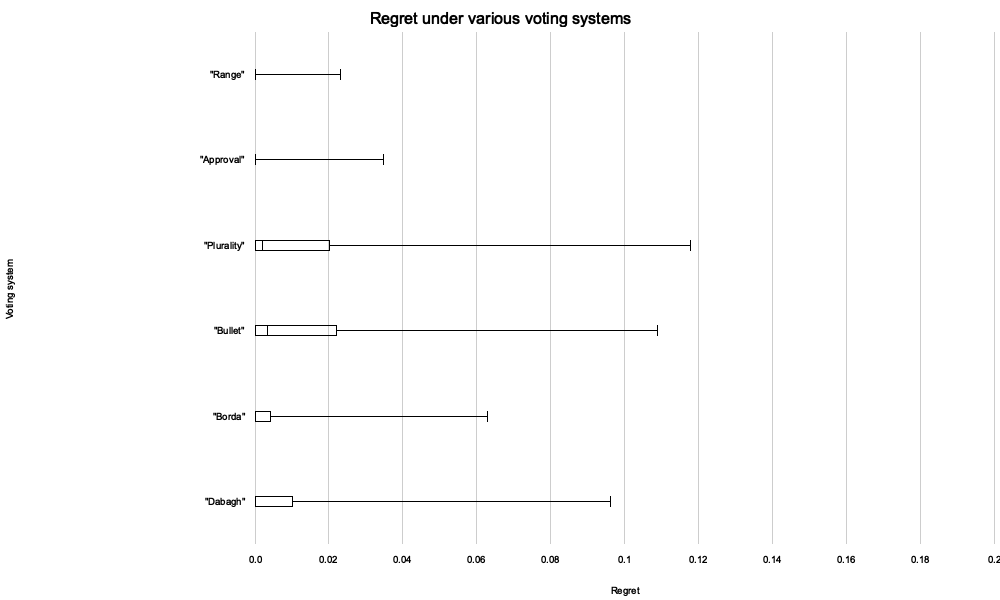 Regret under various voting systems
"Range"
"Approval"
"Plurality"
"Bullet"
"Borda"
"Dabagh"
Voting system
0.0 0.02 0.04 0.06 0.08 0.1 0.12 0.14 0.16 0.18 0.2
Regret